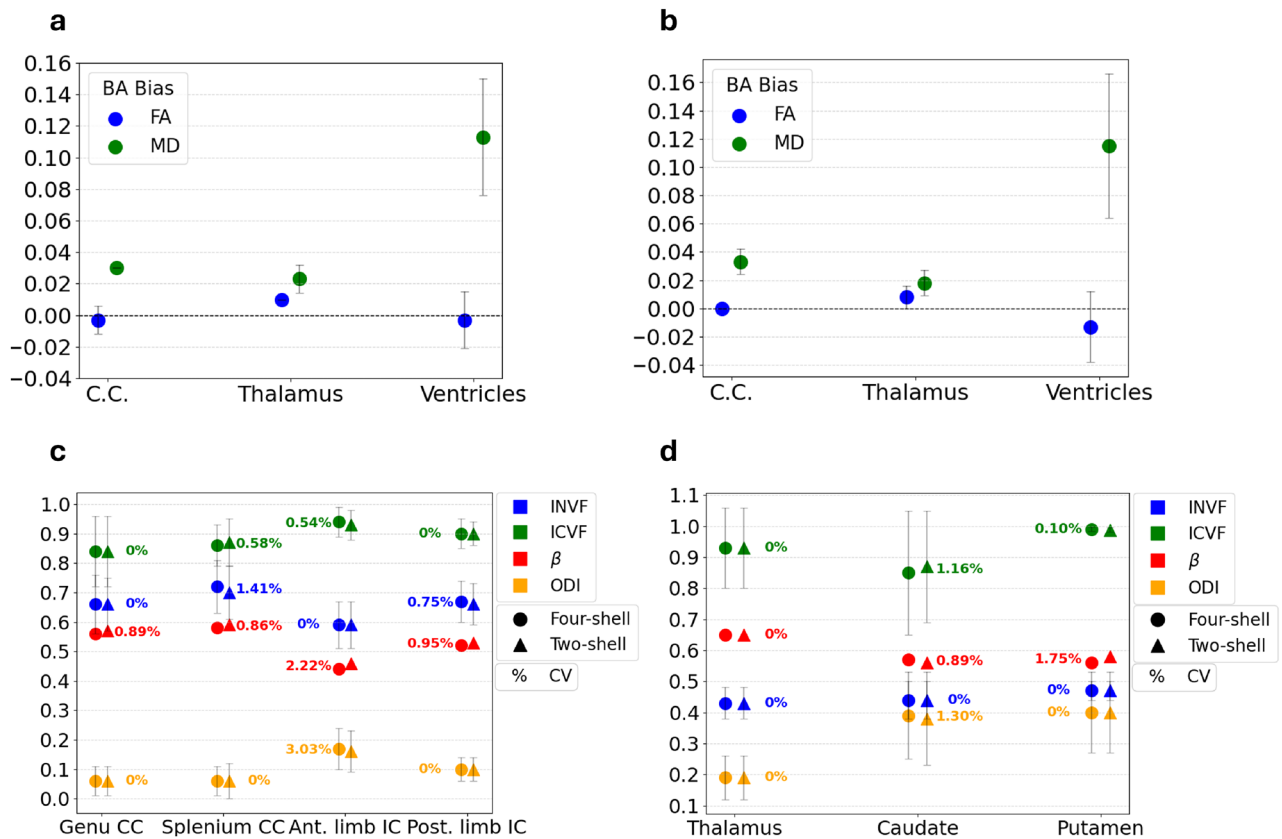 a
0.16
0.14
0.12
0.10
0.08
0.06
0.04
0.02
0.00
−0.02
−0.04
BA Bias
FA
MD
C.C.
Thalamus
Ventricles
b
0.16
0.14
0.12
0.10
0.08
0.06
0.04
0.02
0.00
−0.02
−0.04
BA Bias
FA
MD
C.C.
Thalamus
Ventricles
c
1.0
0.9
0.8
0.7
0.6
0.5
0.4
0.3
0.2
0.1
0.0
0%
0.58%
0.54%
0%
0%
1.41%
0%
0.75%
0.89%
0.86%
2.22%
0.95%
0%
0%
3.03%
0%
Genu CC
Splenium CC
Ant. limb IC
Post. limb IC
INVF
ICVF
β
ODI
Four-shell
Two-shell
% CV
d
1.1
1.0
0.9
0.8
0.7
0.6
0.5
0.4
0.3
0.2
0.1
0%
1.16%
0.10%
0%
0.89%
1.75%
0%
0%
0%
0%
1.30%
0%
Thalamus
Caudate
Putamen
INVF
ICVF
β
ODI
Four-shell
Two-shell
% CV